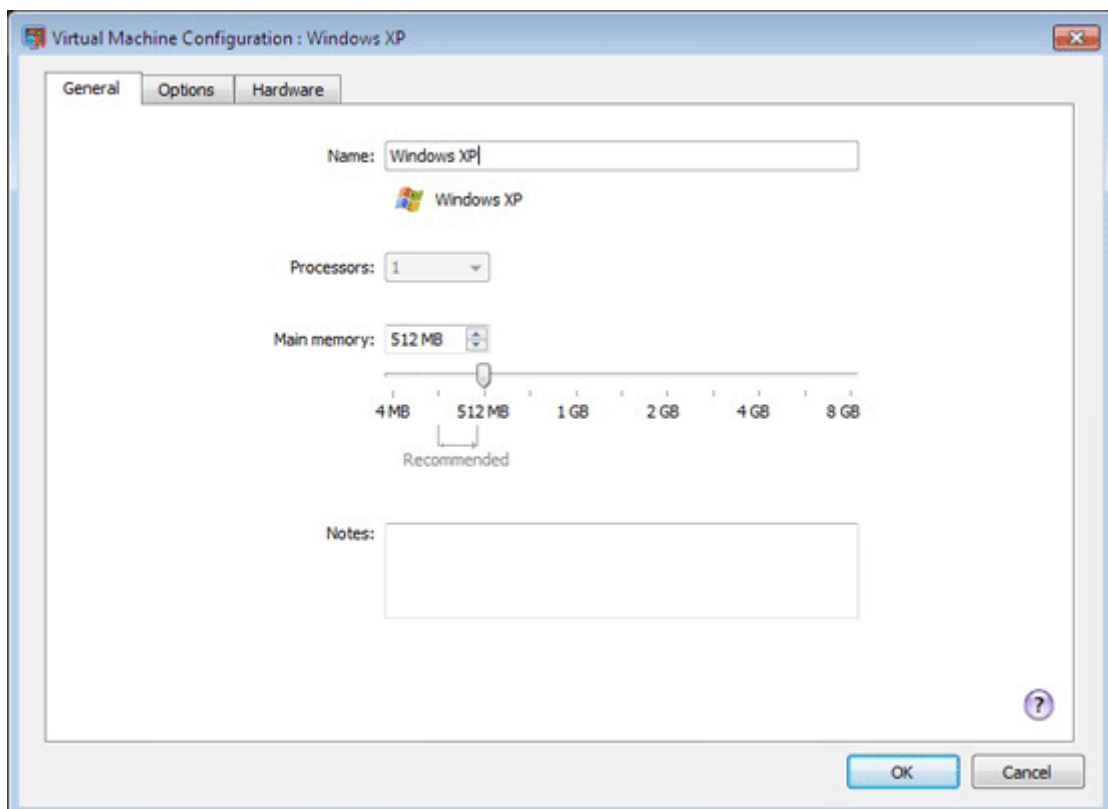 Virtual Machine Configuration : Windows XP
General Options Hardware
Name: Windows XP
Windows XP
Processors: 1
Main memory: 512 MB
4 MB 512 MB 1 GB 2 GB 4 GB 8 GB
Recommended
Notes:
?
OK Cancel